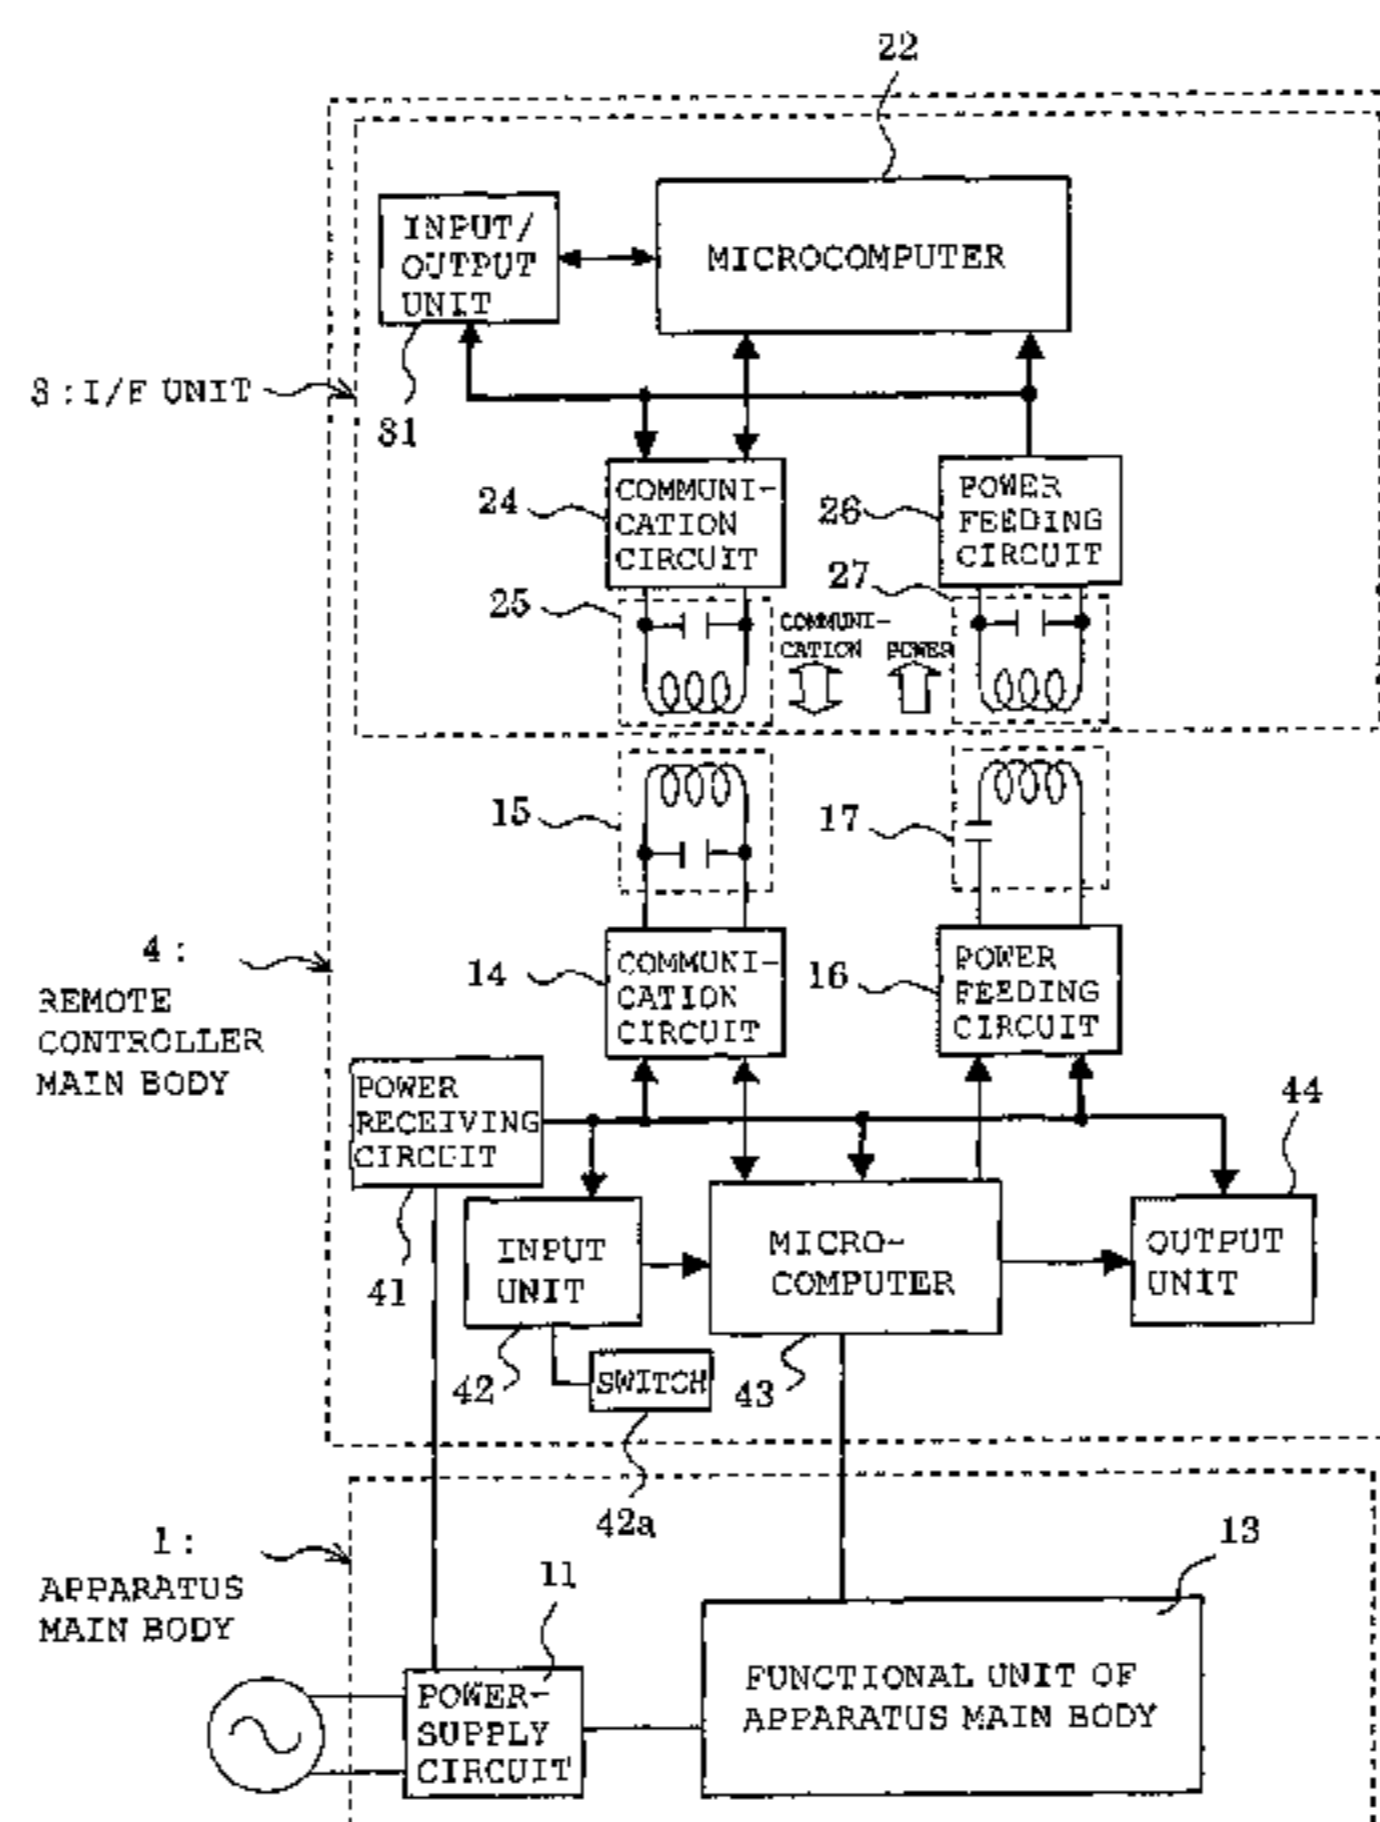 22
INPUT/
OUTPUT
UNIT
MICROCOMPUTER
3 : I/F UNIT
31
24
COMMUNI-
CATION
CIRCUIT
26
POWER
FEEDING
CIRCUIT
25
27
COMMUNI-
CATION
POWER
15
17
4 :
REMOTE
CONTROLLER
MAIN BODY
14
COMMUNI-
CATION
CIRCUIT
16
POWER
FEEDING
CIRCUIT
POWER
RECEIVING
CIRCUIT
44
41
INPUT
UNIT
MICRO-
COMPUTER
OUTPUT
UNIT
42
SWITCH
43
42a
1 :
APPARATUS
MAIN BODY
11
13
POWER-
SUPPLY
CIRCUIT
FUNCTIONAL UNIT OF
APPARATUS MAIN BODY